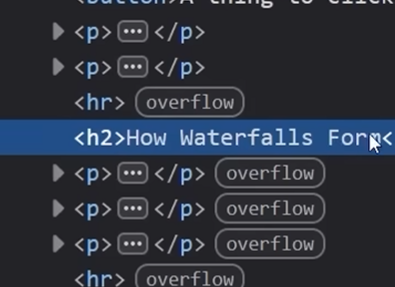 <button>A thing to click
<p> ••• </p>
<p> ••• </p>
<hr> overflow
<h2>How Waterfalls Form<
<p> ••• </p> overflow
<p> ••• </p> overflow
<p> ••• </p> overflow
<hr> overflow